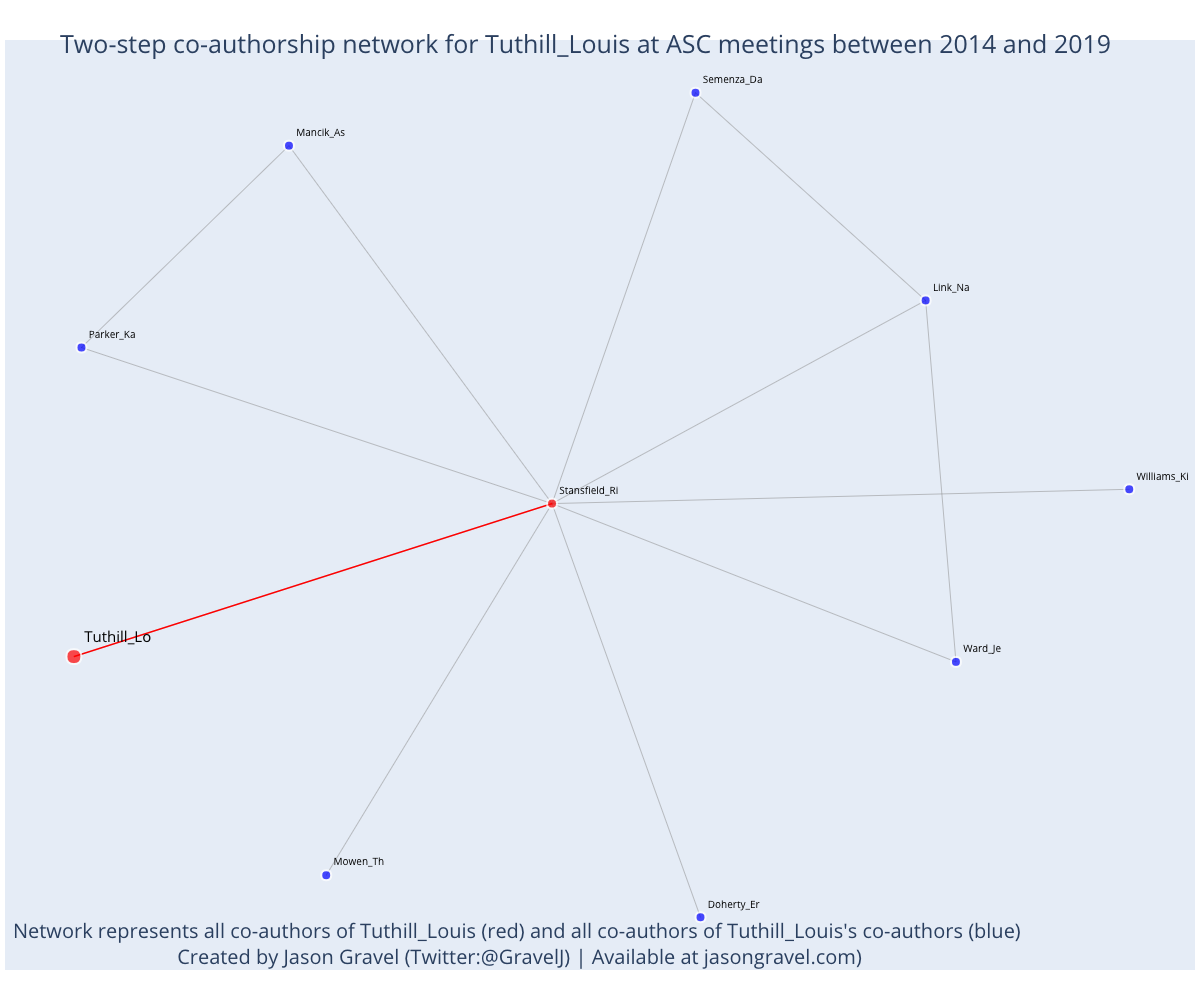 Two-step co-authorship network for Tuthill_Louis at ASC meetings between 2014 and 2019
Semenza_Da
Mancik_As
Link_Na
Parker_Ka
Williams_Ki
Stansfield_Ri
Tuthill_Lo
Ward_Je
Mowen_Th
Doherty_Er
Network represents all co-authors of Tuthill_Louis (red) and all co-authors of Tuthill_Louis's co-authors (blue)
Created by Jason Gravel (Twitter:@GravelJ) | Available at jasongravel.com)